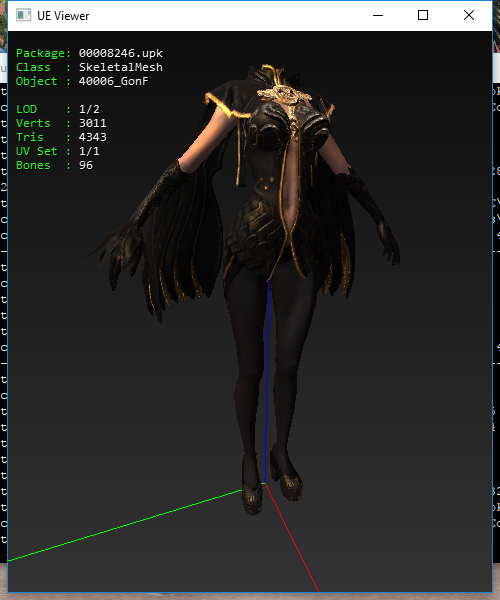 UE Viewer
Package: 00008246.upk
Class : SkeletalMesh
Object : 40006_GonF
LOD : 1/2
Verts : 3011
Tris : 4343
UV Set : 1/1
Bones : 96